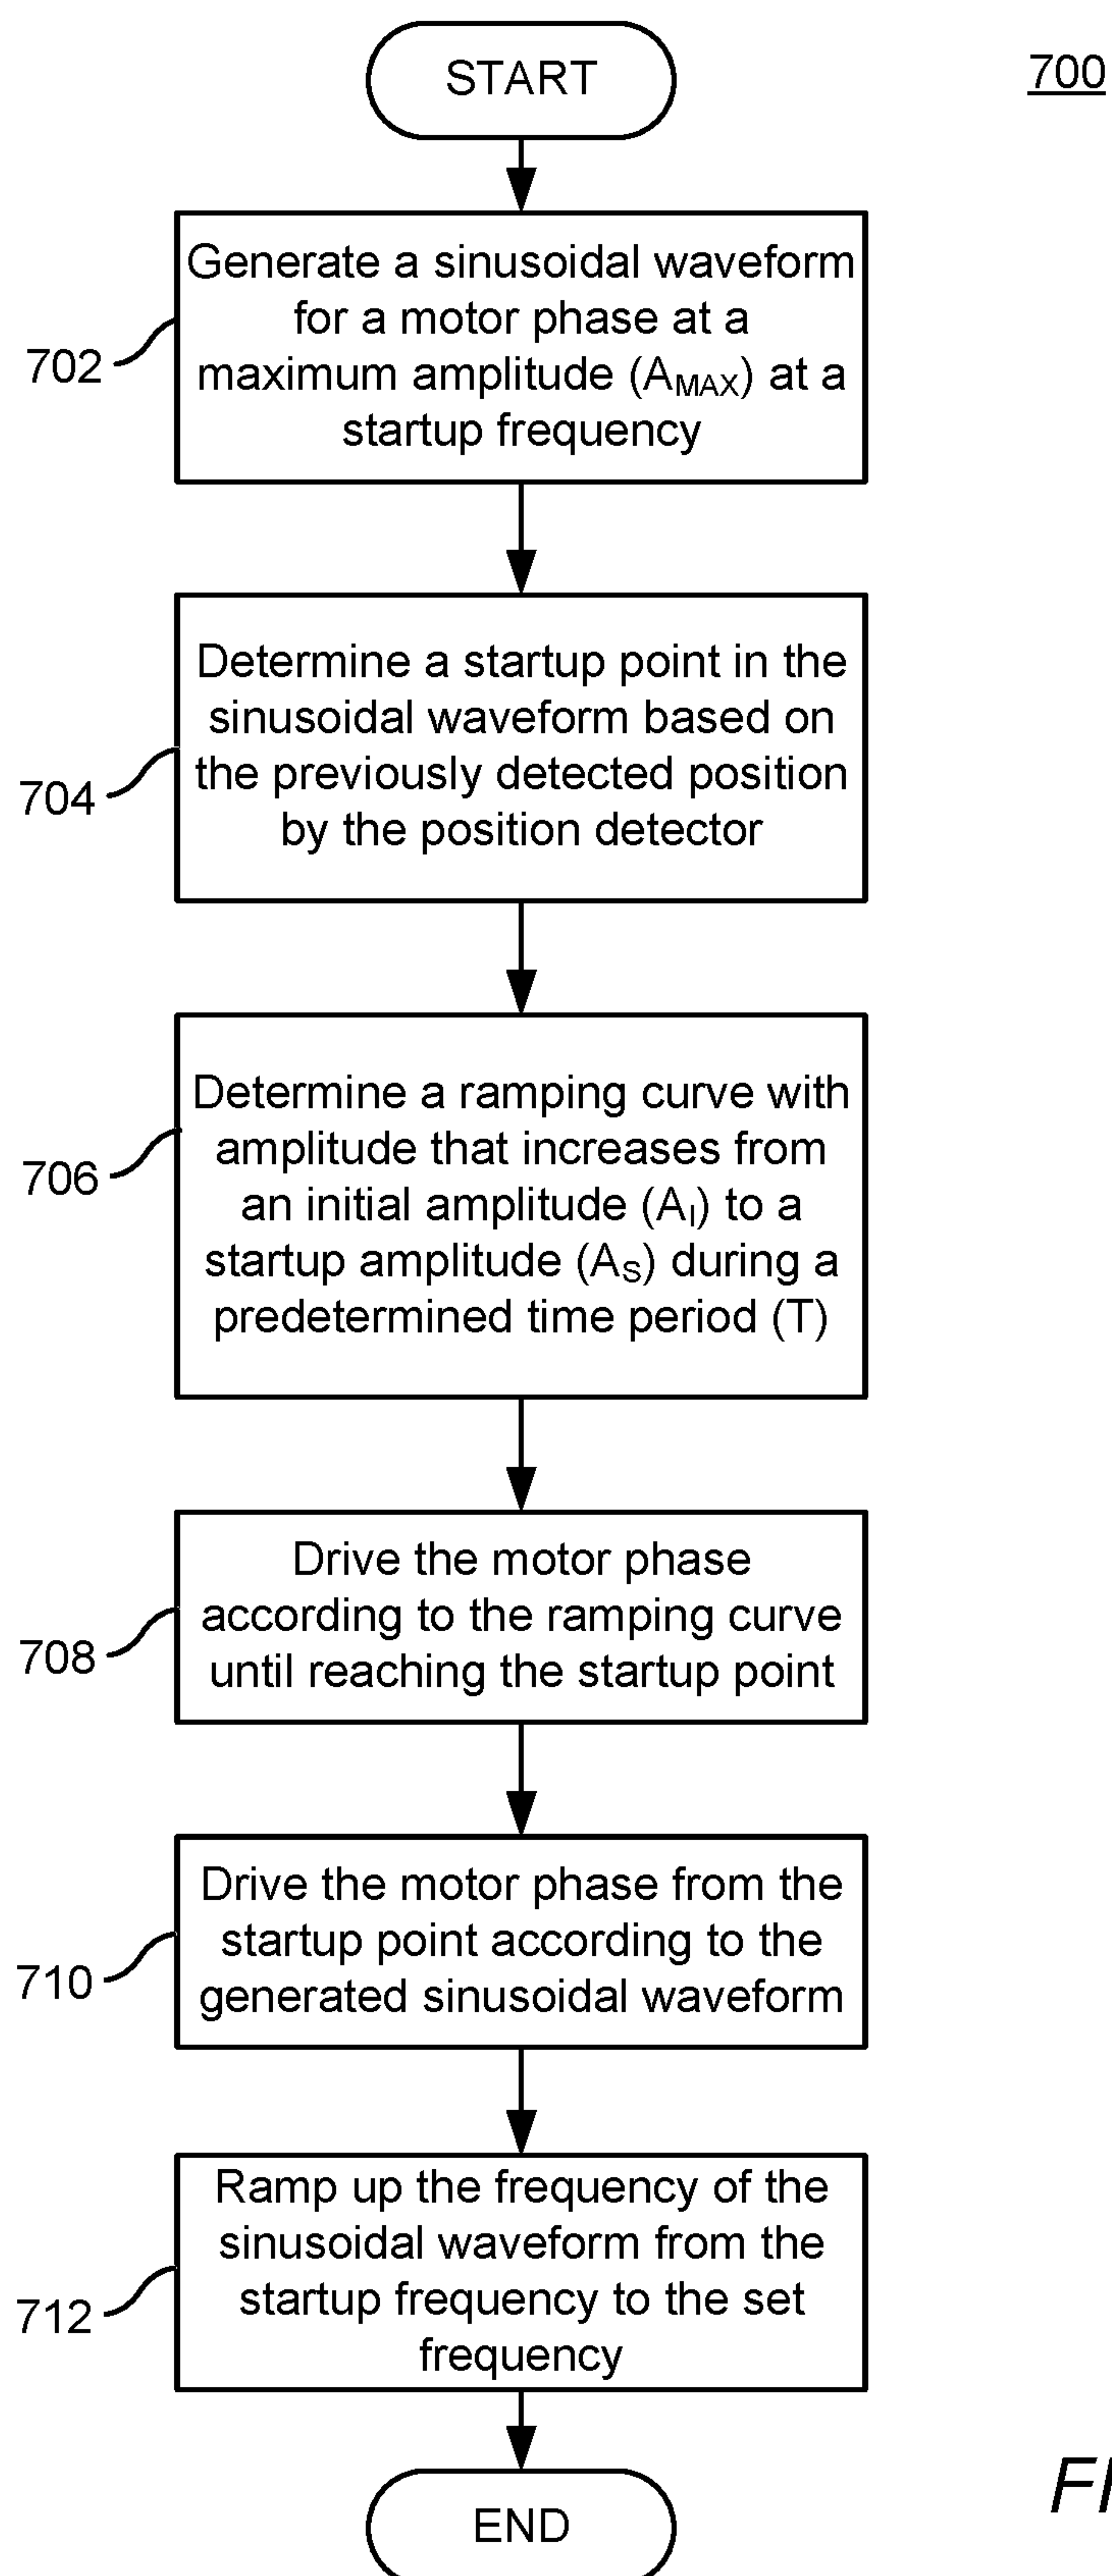 START
700
Generate a sinusoidal waveform
for a motor phase at a
maximum amplitude (AMAX) at a
startup frequency
702
Determine a startup point in the
sinusoidal waveform based on
the previously detected position
by the position detector
704
Determine a ramping curve with
amplitude that increases from
an initial amplitude (AI) to a
startup amplitude (AS) during a
predetermined time period (T)
706
Drive the motor phase
according to the ramping curve
until reaching the startup point
708
Drive the motor phase from the
startup point according to the
generated sinusoidal waveform
710
Ramp up the frequency of the
sinusoidal waveform from the
startup frequency to the set
frequency
712
END